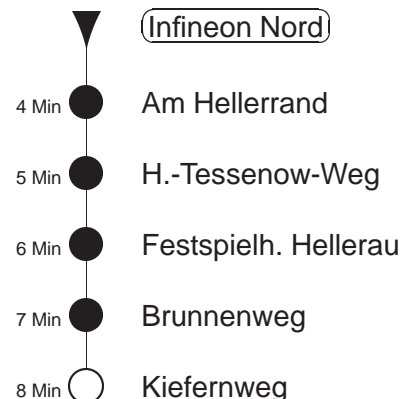 Infineon Nord
4 Min Am Hellerrand
5 Min H.-Tessenow-Weg
6 Min Festspielh. Hellerau
7 Min Brunnenweg
8 Min Kiefernweg